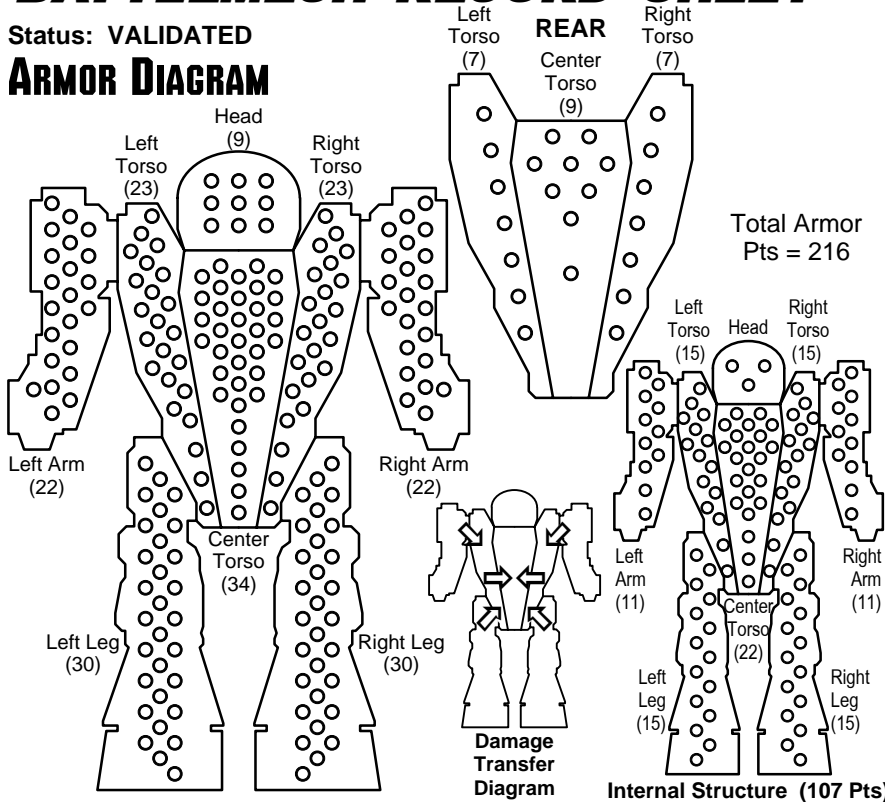 BATTLEMECH RECORD SHEET
Status: VALIDATED
ARMOR DIAGRAM
Head
(9)
Left
Torso
(23)
Right
Torso
(23)
Left Arm
(22)
Right Arm
(22)
Center
Torso
(34)
Left Leg
(30)
Right Leg
(30)
REAR
Left
Torso
(7)
Center
Torso
(9)
Right
Torso
(7)
Total Armor
Pts = 216
Damage
Transfer
Diagram
Left
Torso
(15)
Head
Right
Torso
(15)
Left
Arm
(11)
Right
Arm
(11)
Center
Torso
(22)
Left
Leg
(15)
Right
Leg
(15)
Internal Structure (107 Pts)